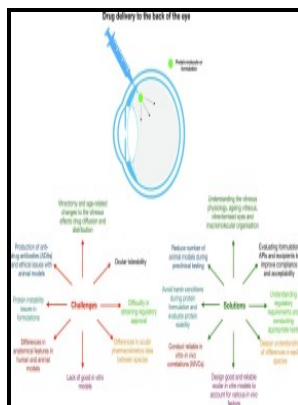 Drug delivery to the back of the eye
Protein molecule or
formulation
Vitrectomy and age-related
changes to the vitreous
effects drug diffusion and
distribution
Production of anti-
drug antibodies (ADAs)
and ethical issues with
animal models
Ocular tolerability
Protein instability
issues in
formulations
Challenges
Difficulty in
obtaining regulatory
approval
Differences in
anatomical features in
human and animal
models
Lack of good in vitro
models
Differences in ocular
pharmacokinetics data
between species
Understanding the vitreous
physiology, ageing vitreous,
vitrectomised eyes and
macromolecular organisation
Reduce number of
animal models during
preclinical testing
Evaluating formulation
APIs and excipients to
improve compliance
and acceptability
Avoid harsh conditions
during protein
formulation and
evaluate protein
stability
Solutions
Understanding
regulatory
requirements and
conducting
appropriate tests
Conduct reliable in
vitro in vivo
correlations (IVIVCs)
Design good and reliable
ocular in vitro models to
account for various in vivo
factors
Deeper understanding
of differences in each
species